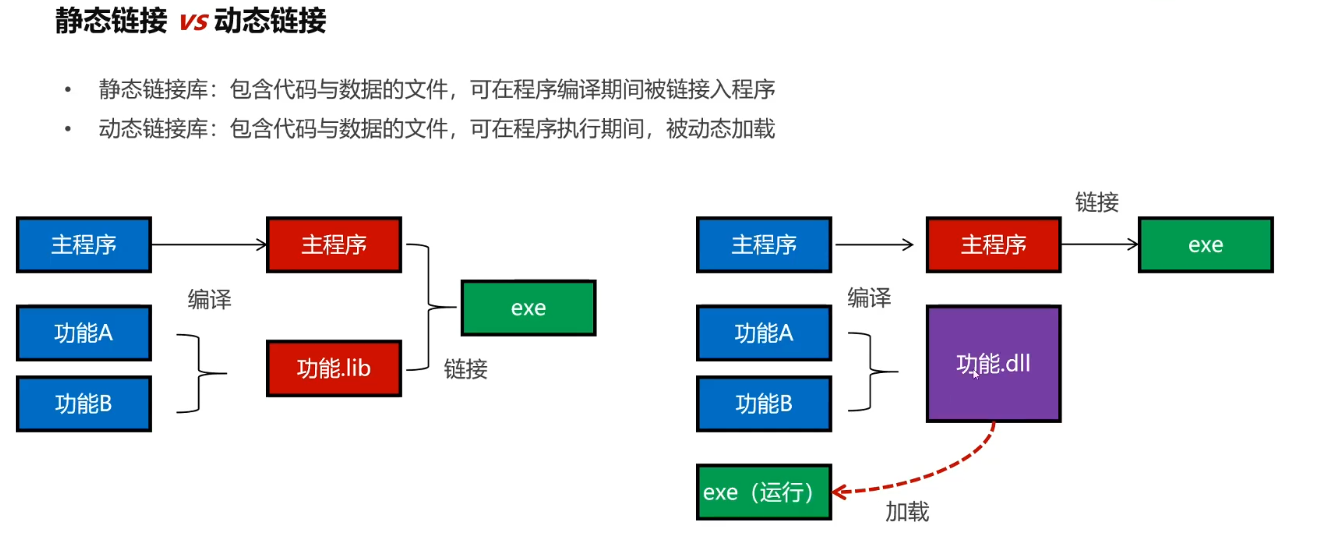 静态链接 vs 动态链接
• 静态链接库：包含代码与数据的文件，可在程序编译期间被链接入程序
• 动态链接库：包含代码与数据的文件，可在程序执行期间，被动态加载
主程序
主程序
编译
功能A
功能B
功能.lib
链接
exe
主程序
主程序
链接
exe
编译
功能A
功能B
功能.dll
exe（运行）
加载